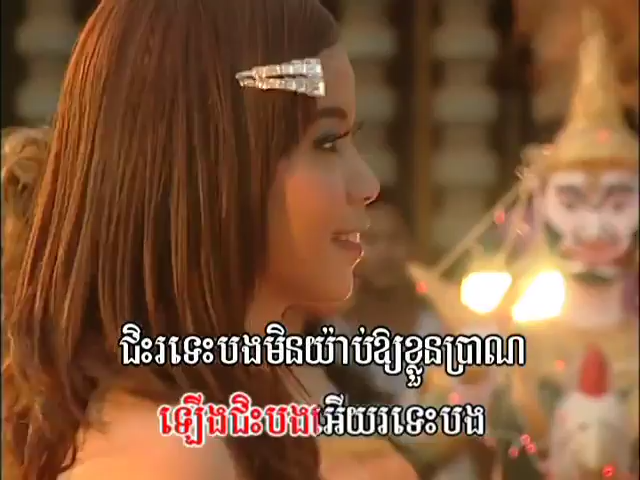 ជិះរទេះបងមិនយ៉ាប់ឱ្យខ្លួនប្រាណ
ឡើងជិះបងអើយរទេះបង